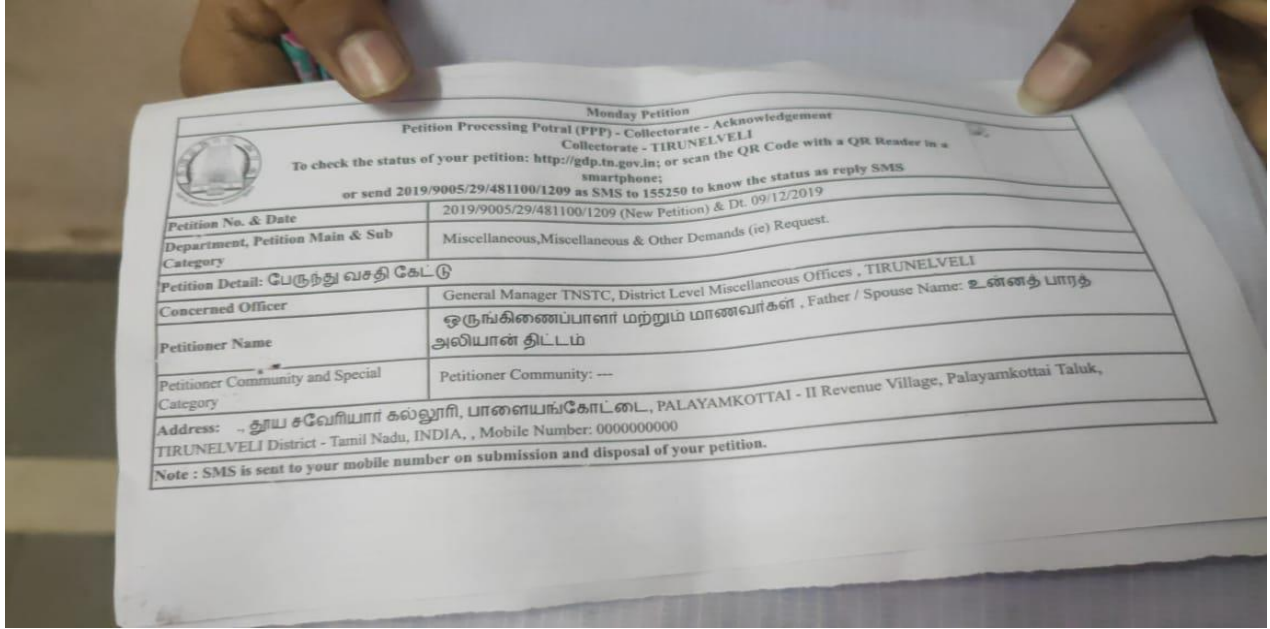 Monday Petition
Petition Processing Potral (PPP) - Collectorate - Acknowledgement
Collectorate - TIRUNELVELI
To check the status of your petition: http://gdp.tn.gov.in; or scan the QR Code with a QR Reader in a
smartphone;
or send 2019/9005/29/481100/1209 as SMS to 155250 to know the status as reply SMS
Petition No. & Date 2019/9005/29/481100/1209 (New Petition) & Dt. 09/12/2019
Department, Petition Main & Sub
Category Miscellaneous,Miscellaneous & Other Demands (ie) Request.
Petition Detail: பேருந்து வசதி கேட்டு
Concerned Officer General Manager TNSTC, District Level Miscellaneous Offices , TIRUNELVELI
Petitioner Name ஒருங்கிணைப்பாளர் மற்றும் மாணவர்கள் , Father / Spouse Name: உன்னத் பாரத்
அலியான் திட்டம்
Petitioner Community and Special
Category Petitioner Community: ---
Address: ., தூய சவேரியார் கல்லூரி, பாளையங்கோட்டை, PALAYAMKOTTAI - II Revenue Village, Palayamkottai Taluk,
TIRUNELVELI District - Tamil Nadu, INDIA, , Mobile Number: 0000000000
Note : SMS is sent to your mobile number on submission and disposal of your petition.